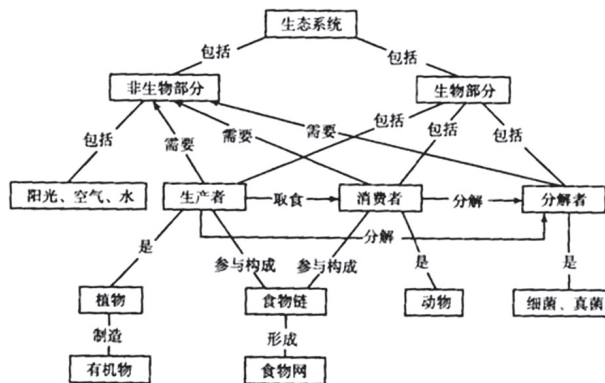 生态系统
包括
包括
非生物部分
生物部分
包括
需要
需要
需要
包括
包括
包括
阳光、空气、水
生产者
取食
消费者
分解
分解者
分解
是
参与构成
参与构成
是
是
植物
食物链
动物
细菌、真菌
制造
形成
有机物
食物网